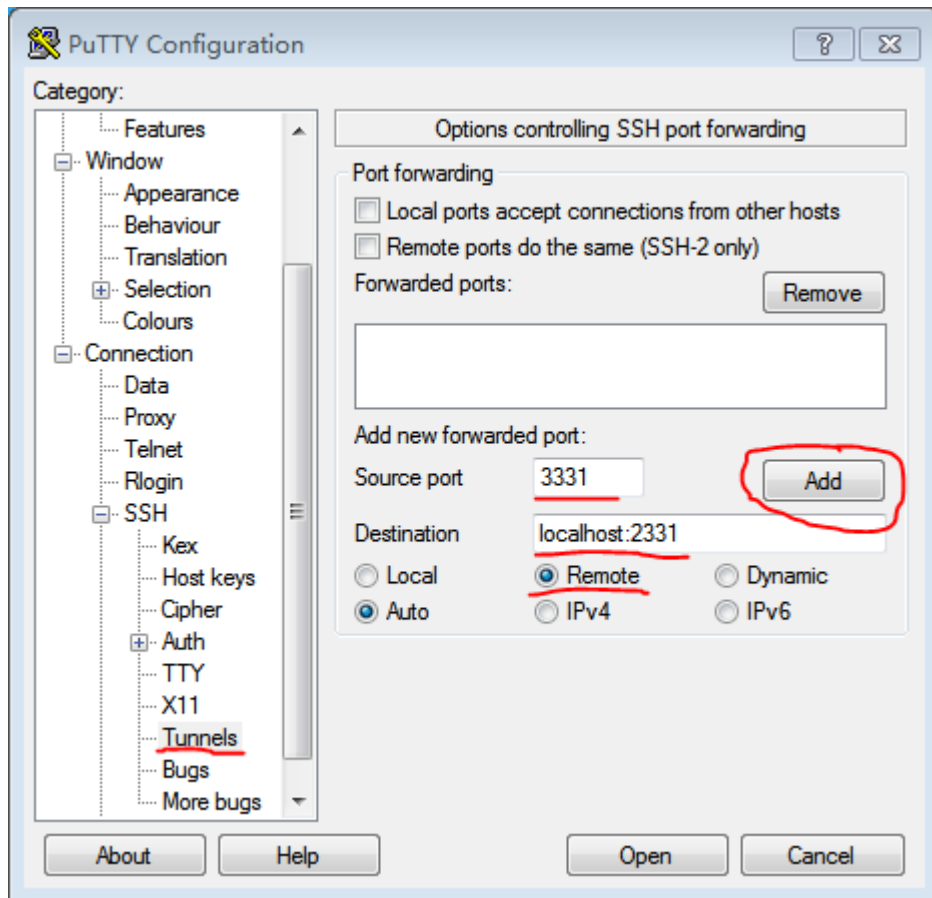 PuTTY Configuration
Category:
Features
Window
Appearance
Behaviour
Translation
Selection
Colours
Connection
Data
Proxy
Telnet
Rlogin
SSH
Kex
Host keys
Cipher
Auth
TTY
X11
Tunnels
Bugs
More bugs
Options controlling SSH port forwarding
Port forwarding
Local ports accept connections from other hosts
Remote ports do the same (SSH-2 only)
Forwarded ports:
Remove
Add new forwarded port:
Source port 3331 Add
Destination localhost:2331
Local Remote Dynamic
Auto IPv4 IPv6
About Help Open Cancel